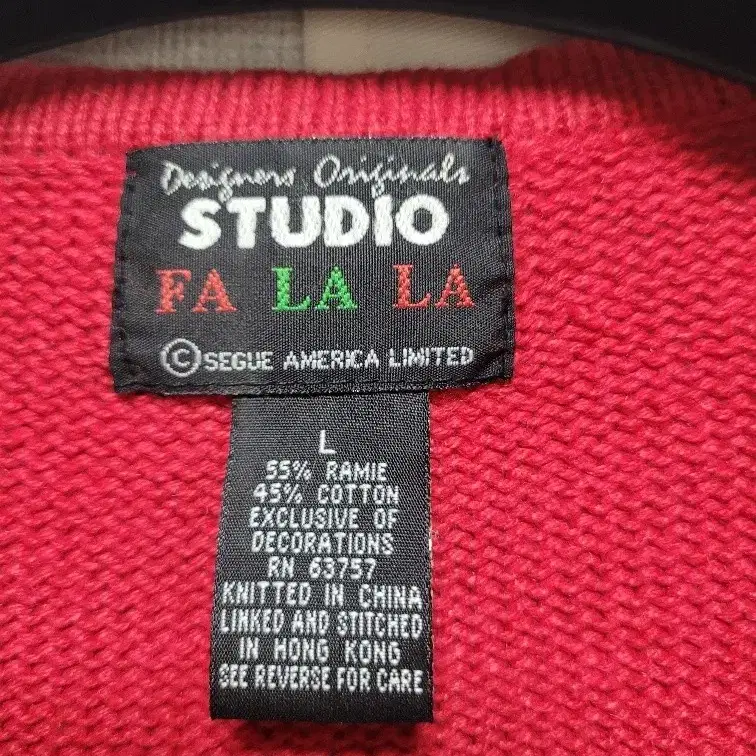 Designers Originals
STUDIO
FA LA LA
©SEGUE AMERICA LIMITED
L
55% RAMIE
45% COTTON
EXCLUSIVE OF
DECORATIONS
RN 63757
KNITTED IN CHINA
LINKED AND STITCHED
IN HONG KONG
SEE REVERSE FOR CARE